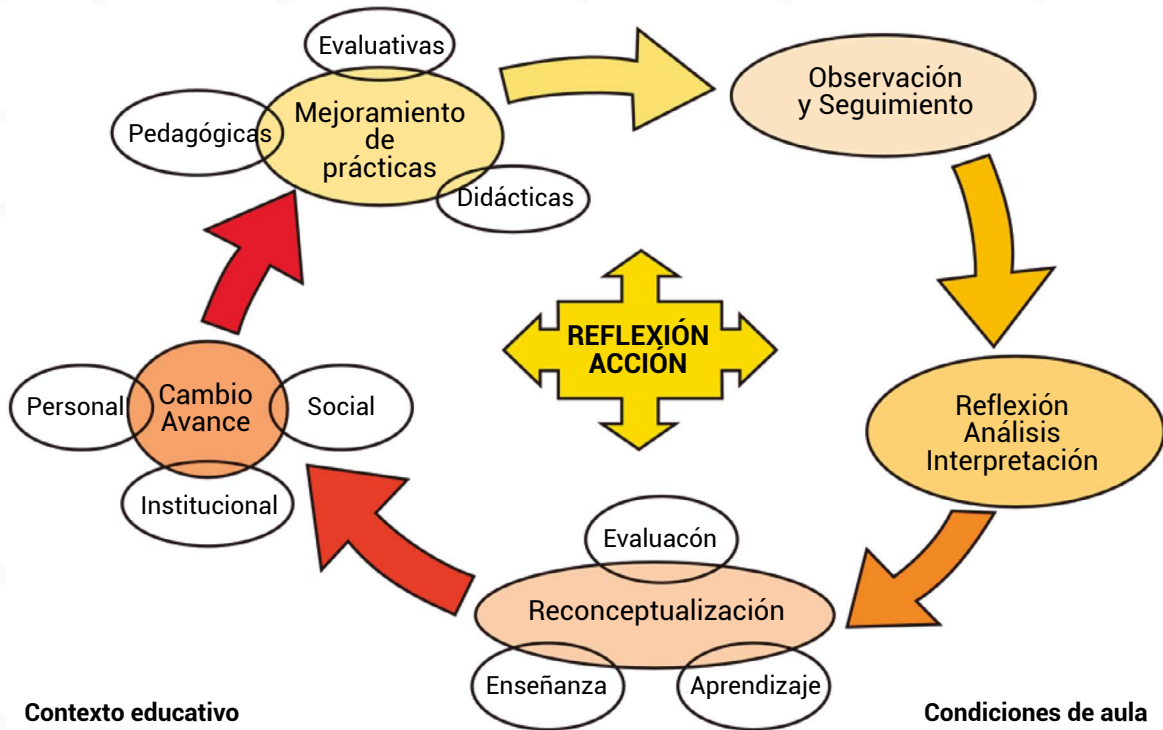 Evaluativas
Mejoramiento
de
prácticas
Pedagógicas
Didácticas
Observación
y Seguimiento
REFLEXIÓN
ACCIÓN
Cambio
Avance
Personal
Social
Institucional
Reflexión
Análisis
Interpretación
Evaluacón
Reconceptualización
Enseñanza
Aprendizaje
Contexto educativo
Condiciones de aula